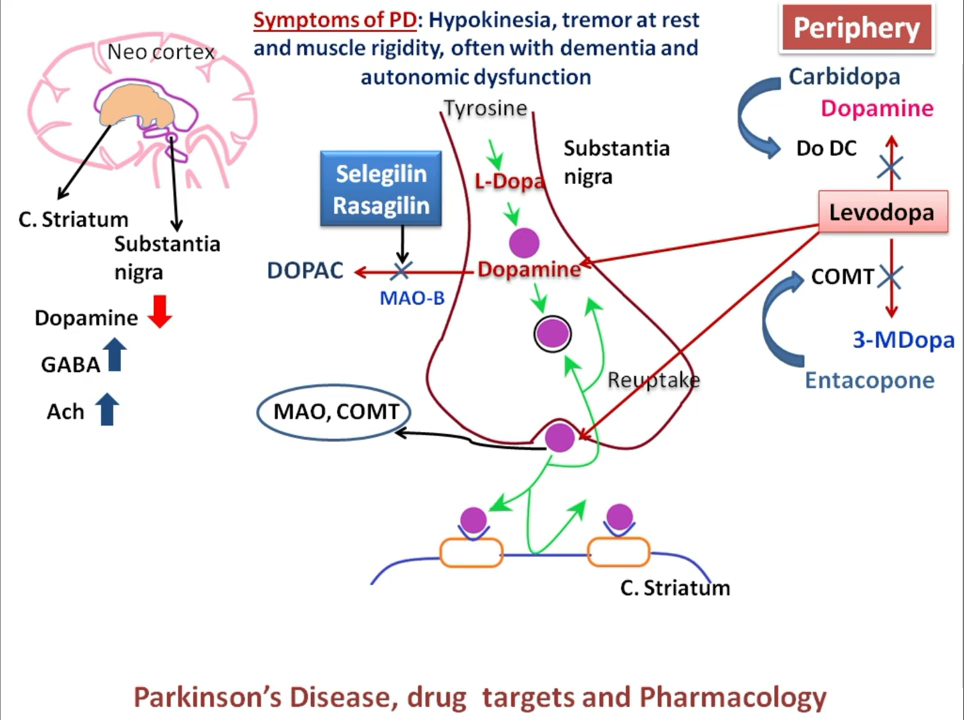 Symptoms of PD: Hypokinesia, tremor at rest
and muscle rigidity, often with dementia and
autonomic dysfunction
Neo cortex
C. Striatum
Substantia
nigra
Dopamine
GABA
Ach
Tyrosine
Substantia
nigra
L-Dopa
Selegilin
Rasagilin
DOPAC
Dopamine
MAO-B
Reuptake
MAO, COMT
C. Striatum
Periphery
Carbidopa
Dopamine
Do DC
Levodopa
COMT
3-MDopa
Entacopone
Parkinson's Disease, drug targets and Pharmacology